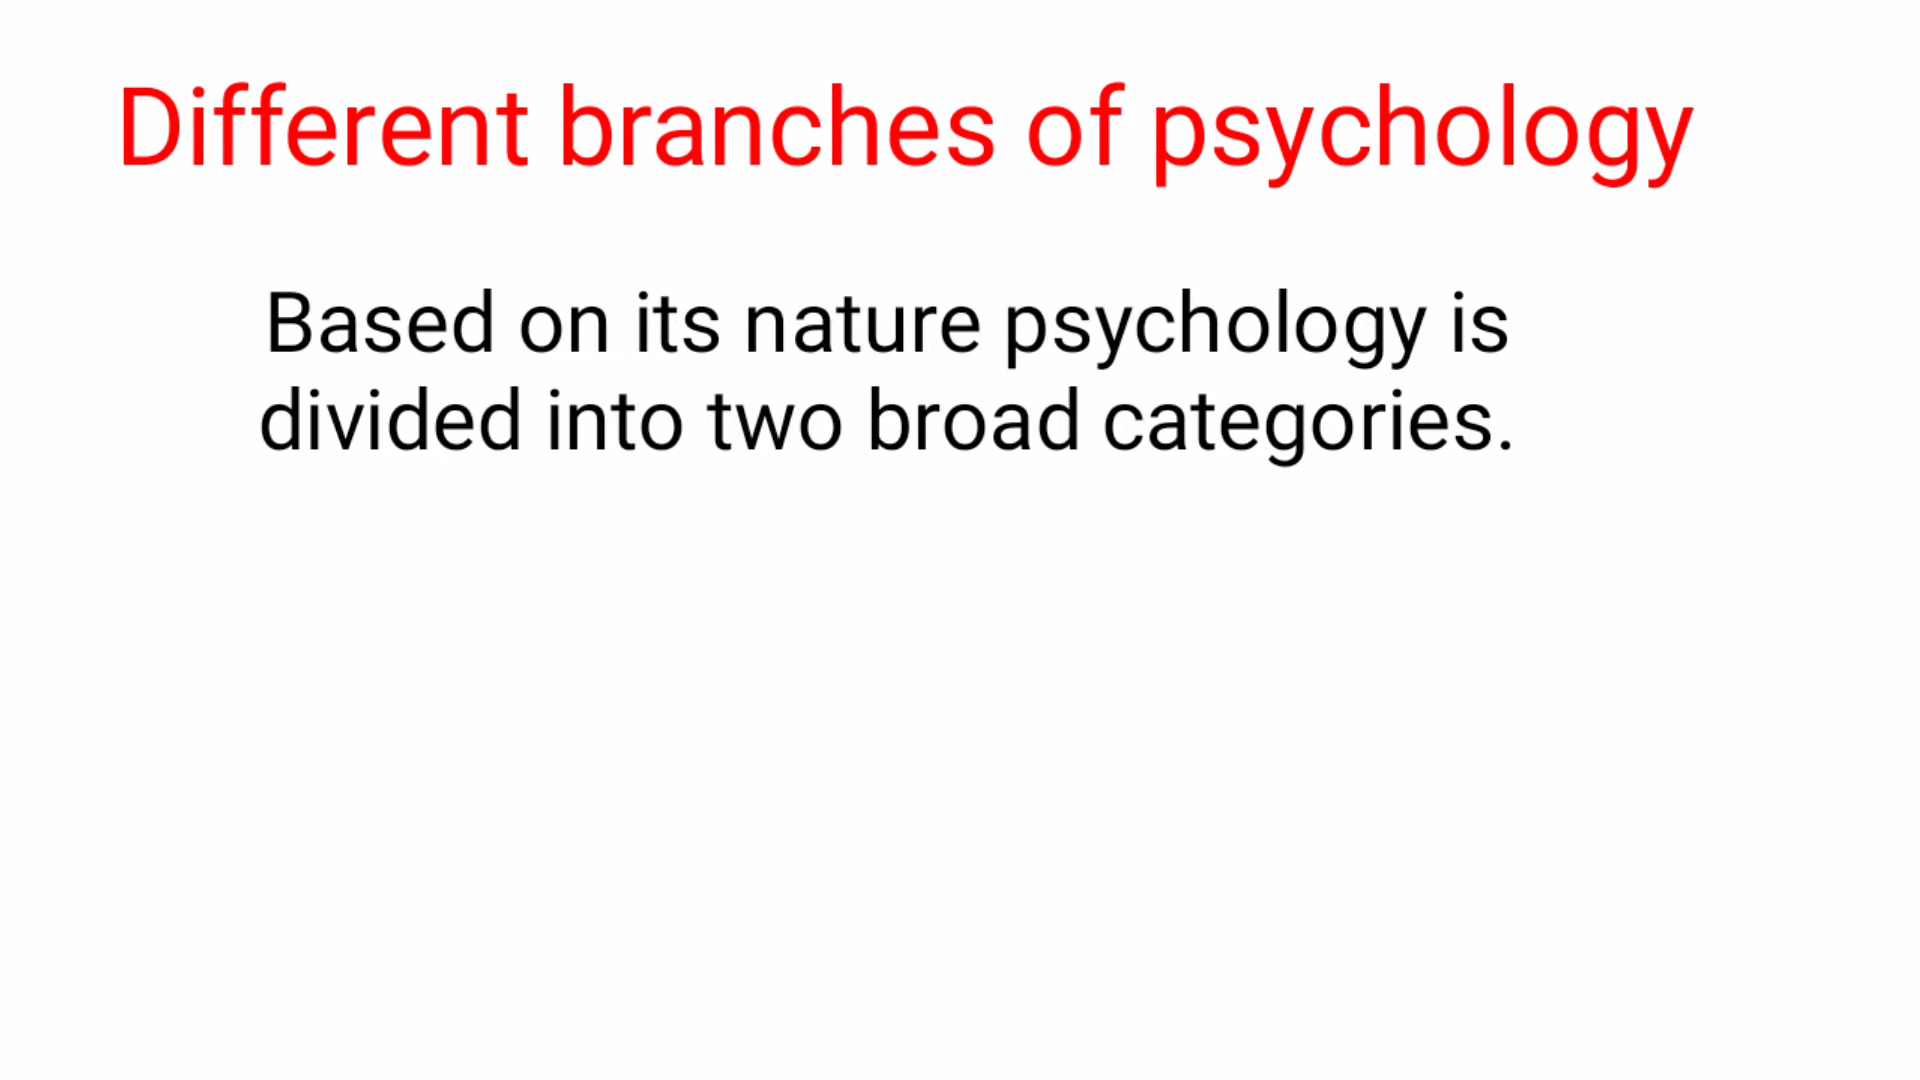 Different branches of psychology
Based on its nature psychology is
divided into two broad categories.